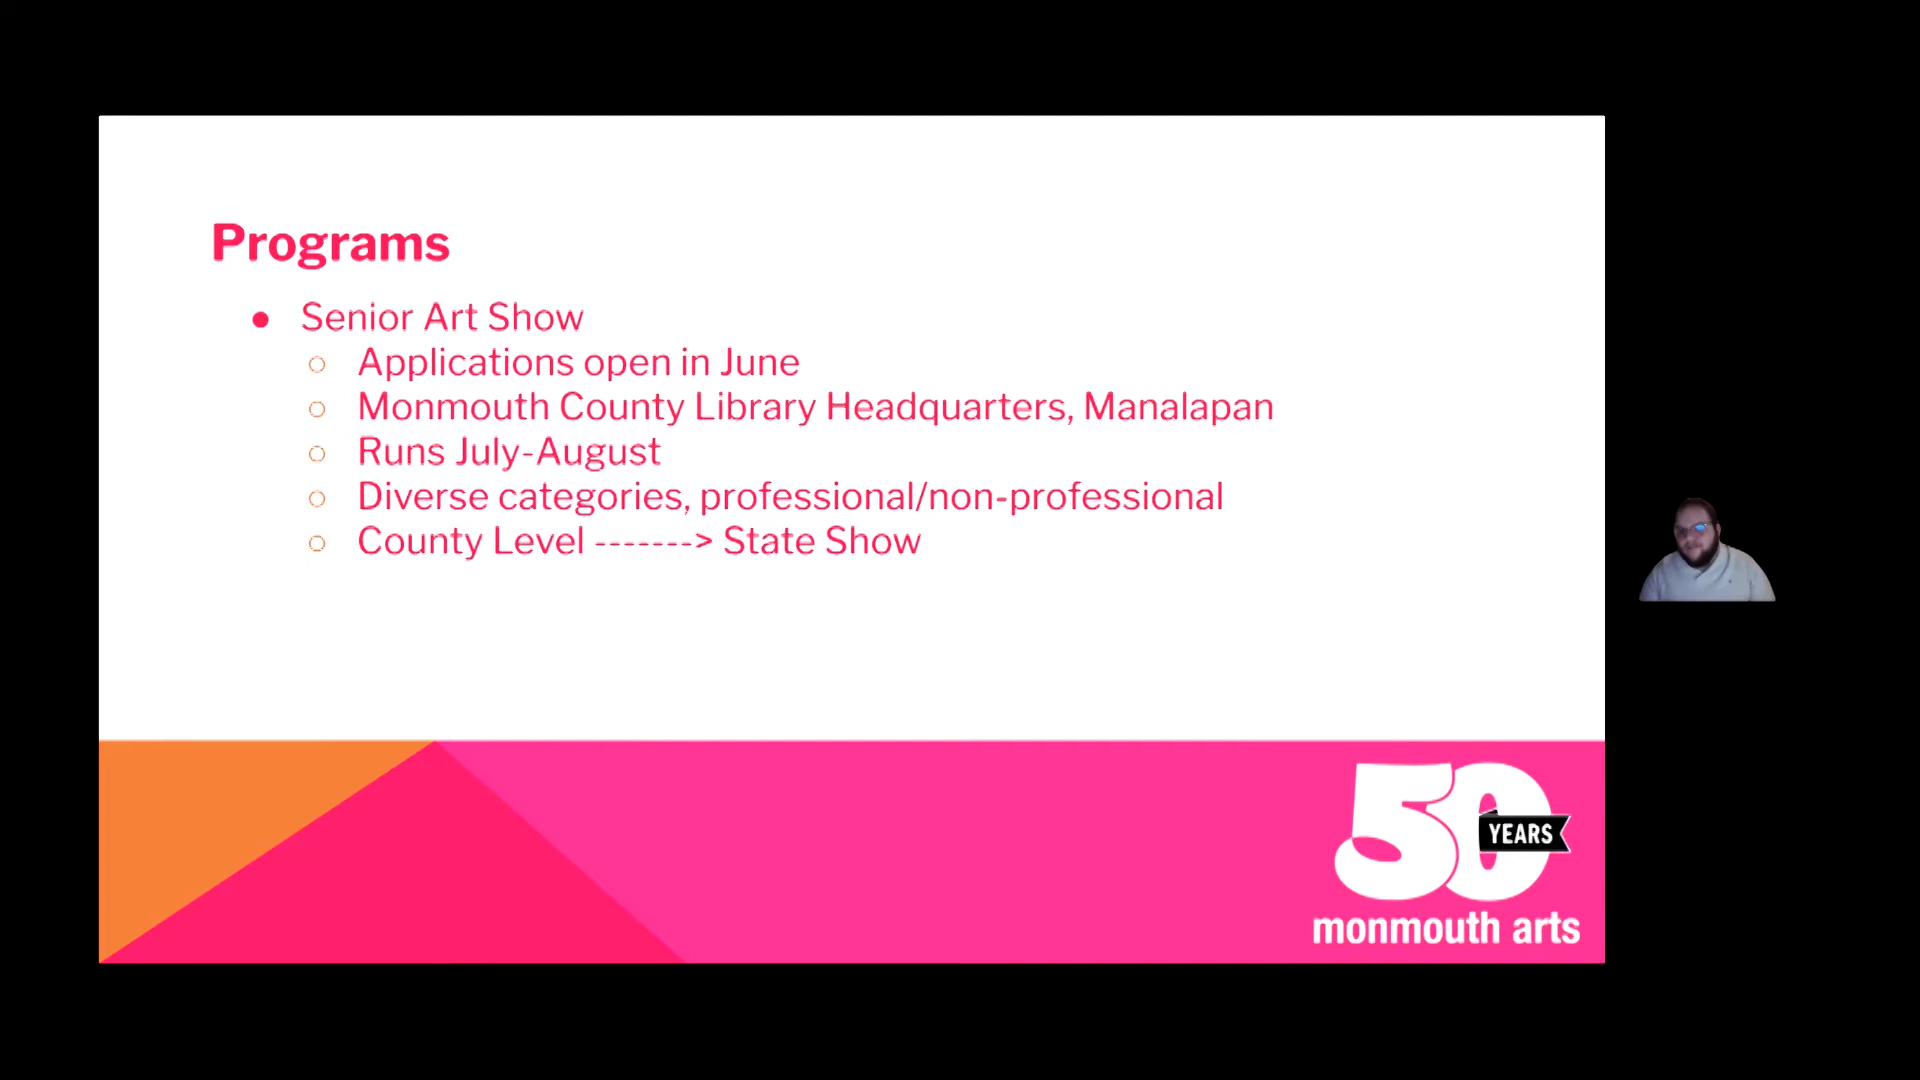 Programs
● Senior Art Show
○ Applications open in June
○ Monmouth County Library Headquarters, Manalapan
○ Runs July-August
○ Diverse categories, professional/non-professional
○ County Level -------> State Show
50
YEARS
monmouth arts